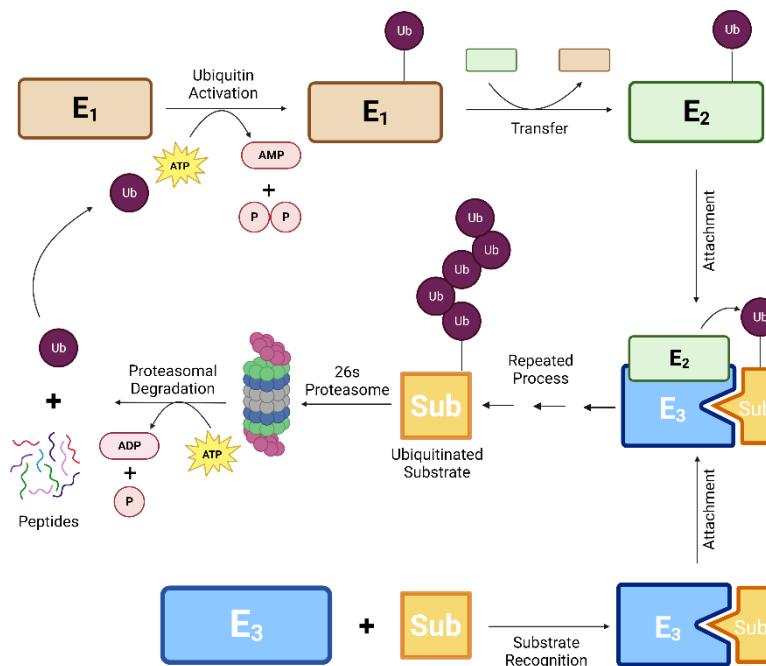 Ub
Ub
Ubiquitin
Activation
E₁
E₁
Transfer
E₂
ATP
AMP
+
P P
Ub
Ub
Ub
Ub
Ub
Ub
Attachment
Ub
E₂
E₃
Sub
Repeated
Process
Sub
Ubiquitinated
Substrate
26s
Proteasome
Proteasomal
Degradation
ATP
ADP
+
P
Ub
+
Peptides
Attachment
E₃
+
Sub
Substrate
Recognition
E₃
Sub